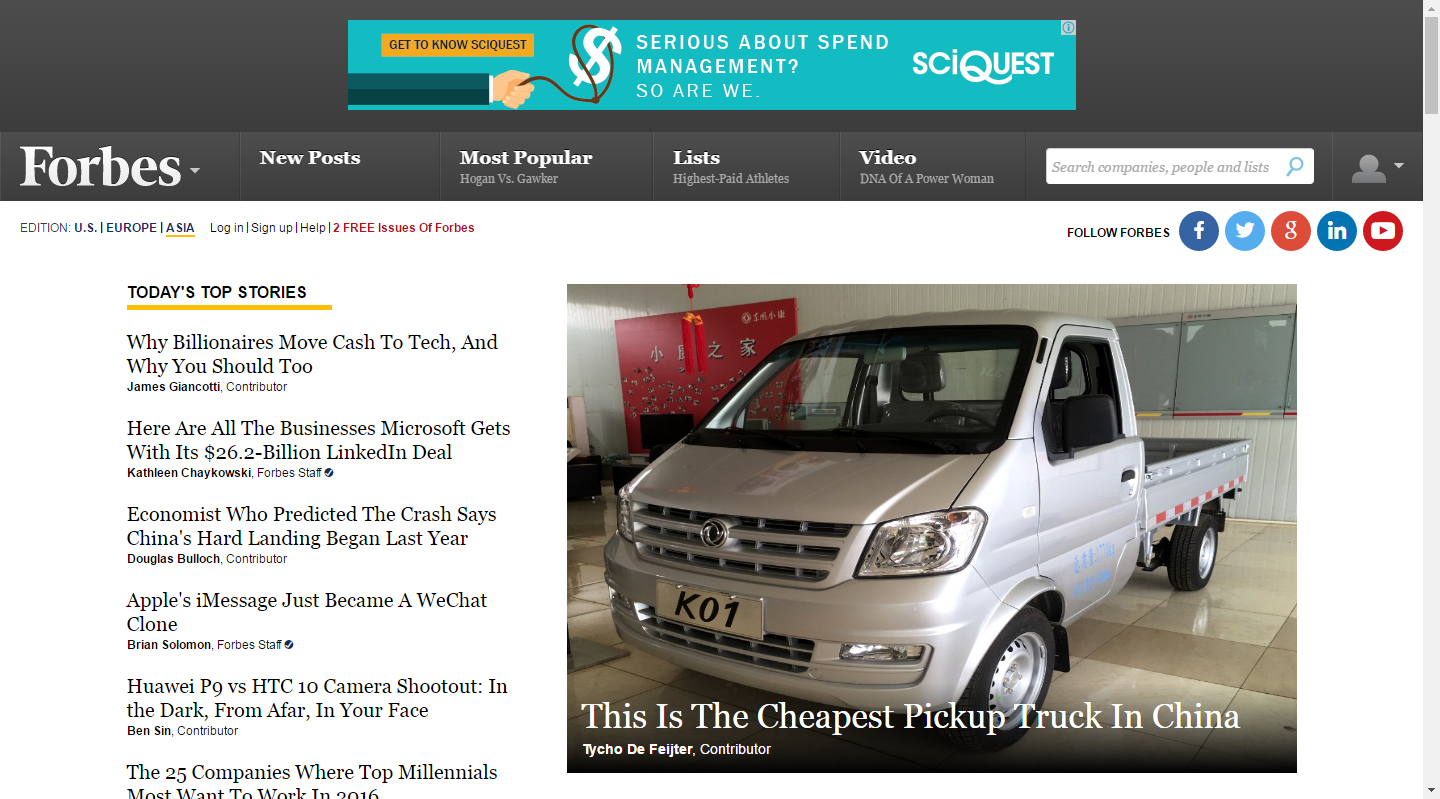 GET TO KNOW SCIQUEST
SERIOUS ABOUT SPEND
MANAGEMENT?
SO ARE WE.
SCIQUEST
Forbes
New Posts
Most Popular
Hogan Vs. Gawker
Lists
Highest-Paid Athletes
Video
DNA Of A Power Woman
Search companies, people and lists
EDITION: U.S. | EUROPE | ASIA Log in | Sign up | Help | 2 FREE Issues Of Forbes
FOLLOW FORBES
TODAY'S TOP STORIES
Why Billionaires Move Cash To Tech, And
Why You Should Too
James Giancotti, Contributor
Here Are All The Businesses Microsoft Gets
With Its $26.2-Billion LinkedIn Deal
Kathleen Chaykowski, Forbes Staff
Economist Who Predicted The Crash Says
China's Hard Landing Began Last Year
Douglas Bulloch, Contributor
Apple's iMessage Just Became A WeChat
Clone
Brian Solomon, Forbes Staff
Huawei P9 vs HTC 10 Camera Shootout: In
the Dark, From Afar, In Your Face
Ben Sin, Contributor
The 25 Companies Where Top Millennials
Most Want To Work In 2016
东风小康
小康之家
K01
This Is The Cheapest Pickup Truck In China
Tycho De Feijter, Contributor